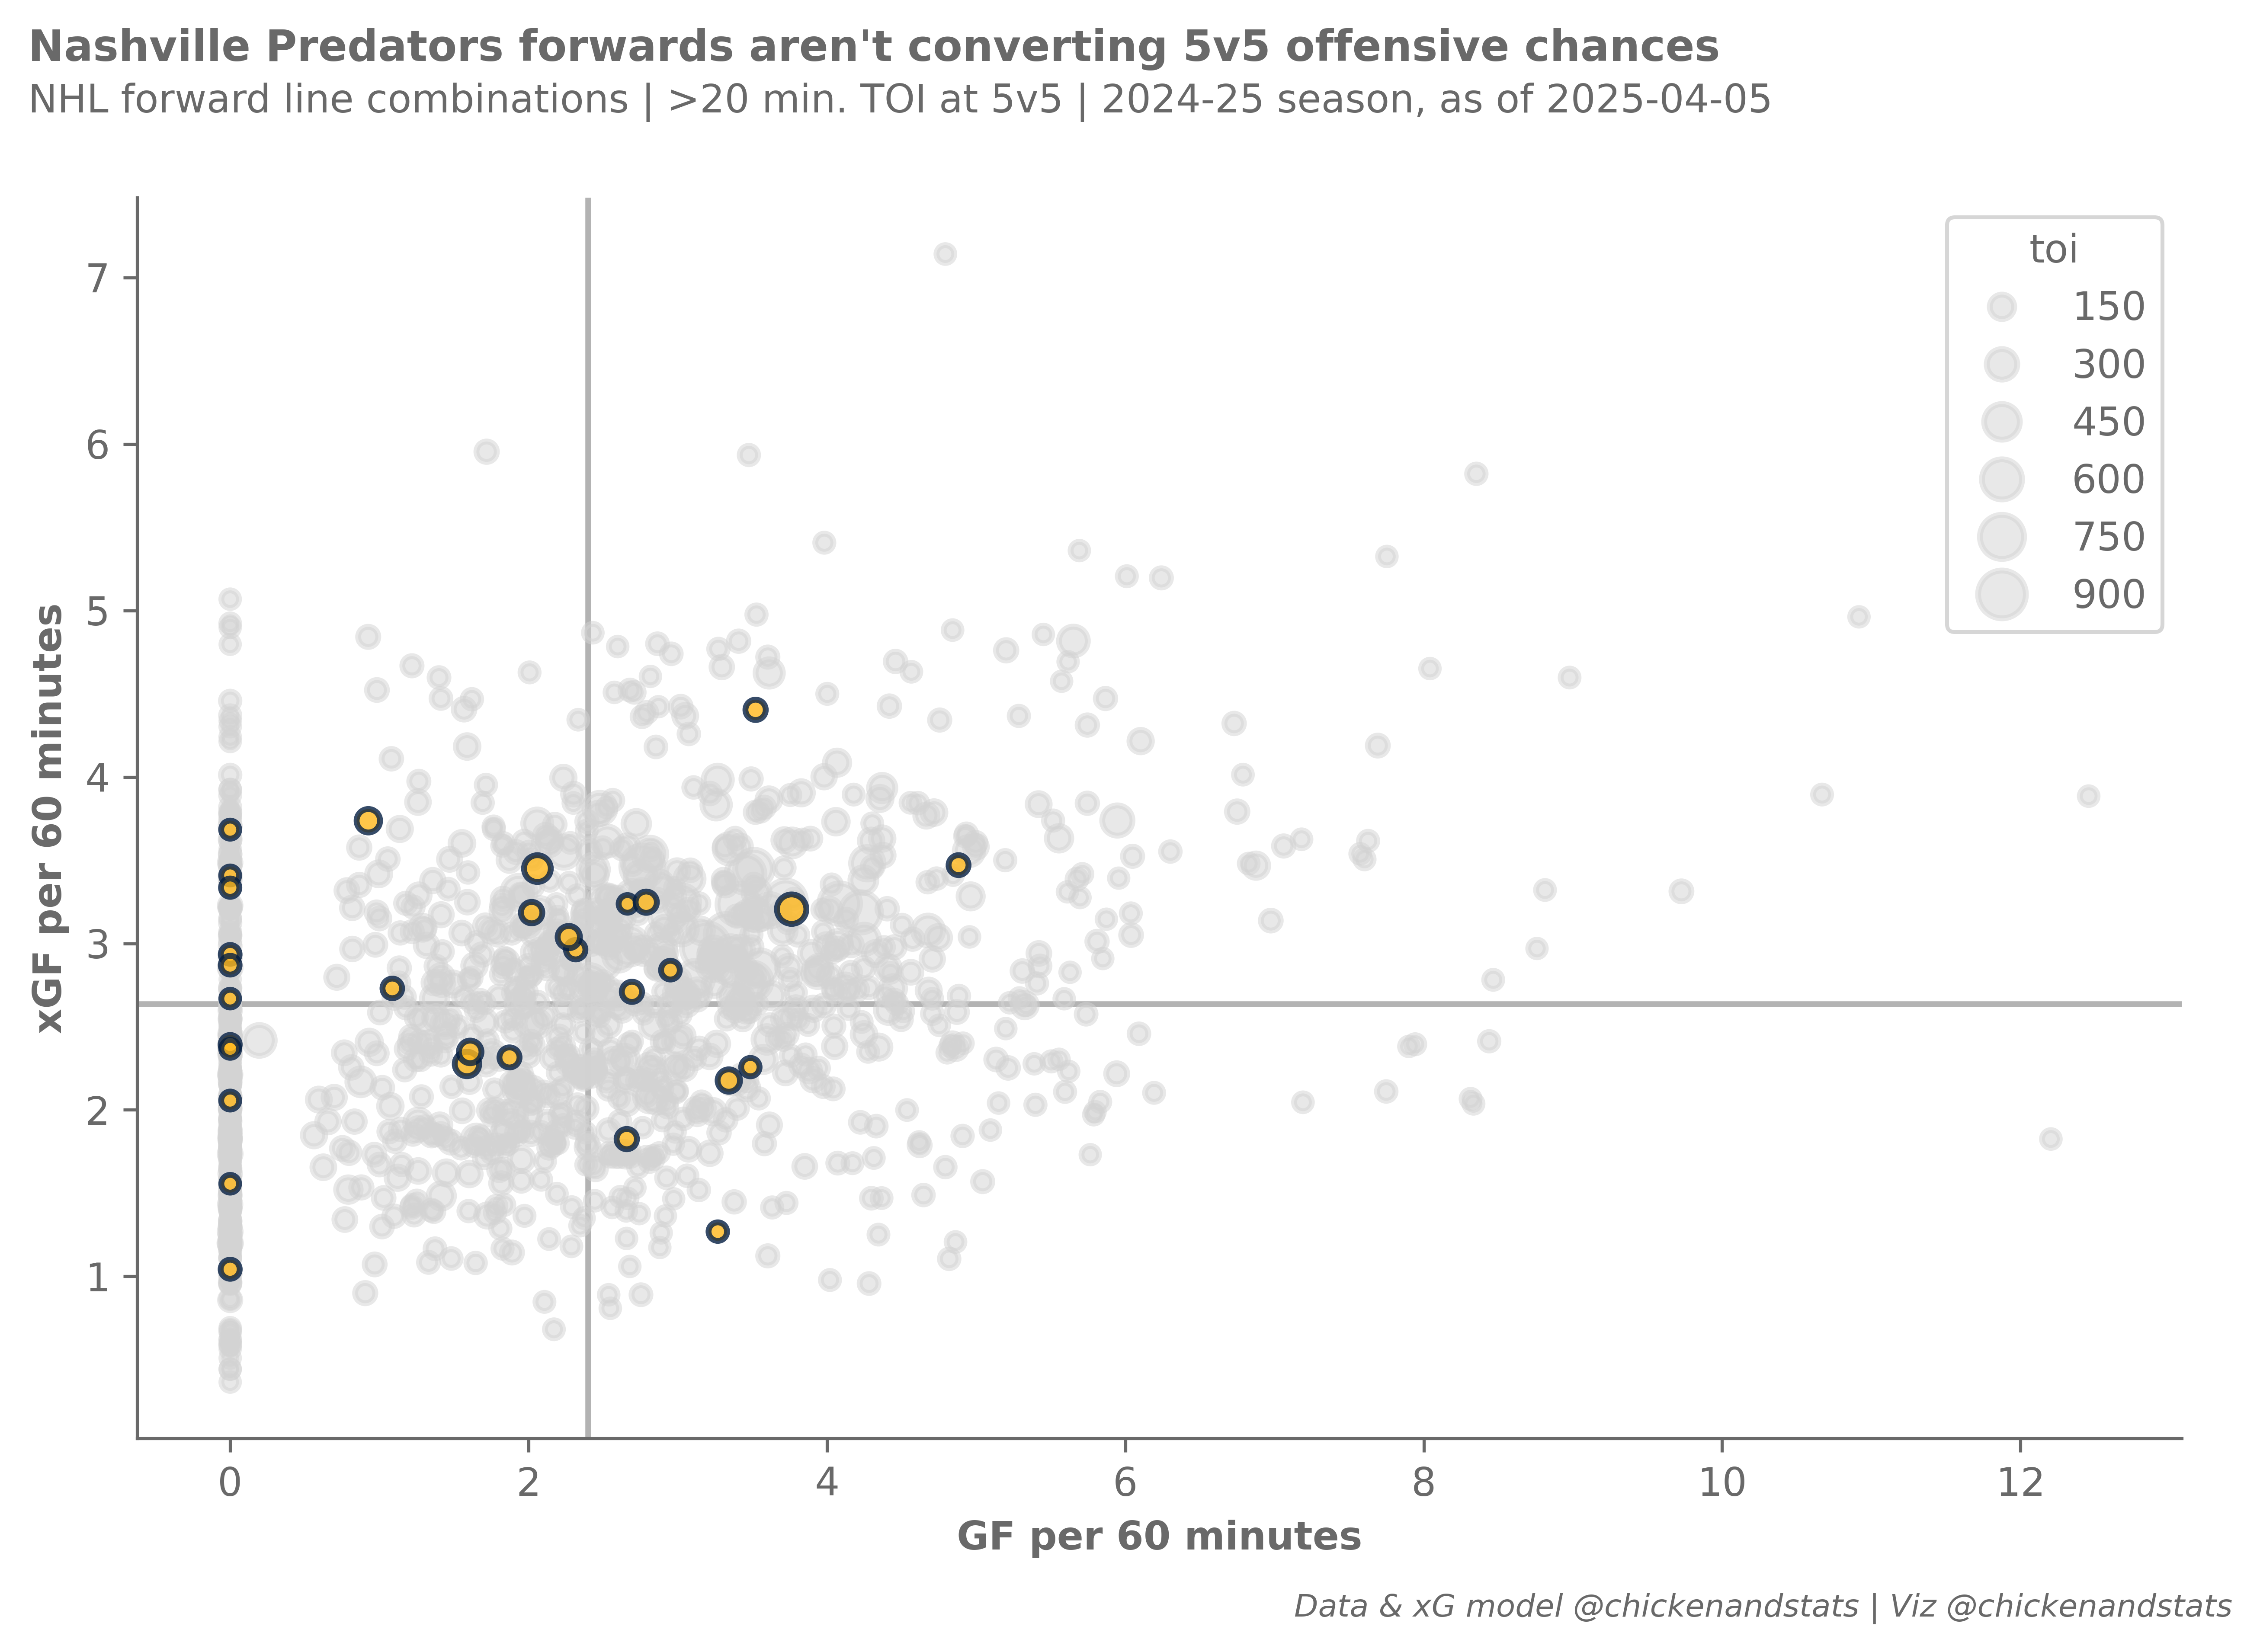 Nashville Predators forwards aren't converting 5v5 offensive chances
NHL forward line combinations | >20 min. TOI at 5v5 | 2024-25 season, as of 2025-04-05
toi
150
300
450
600
750
900
7
6
5
4
3
2
1
xGF per 60 minutes
0 2 4 6 8 10 12
GF per 60 minutes
Data & xG model @chickenandstats | Viz @chickenandstats